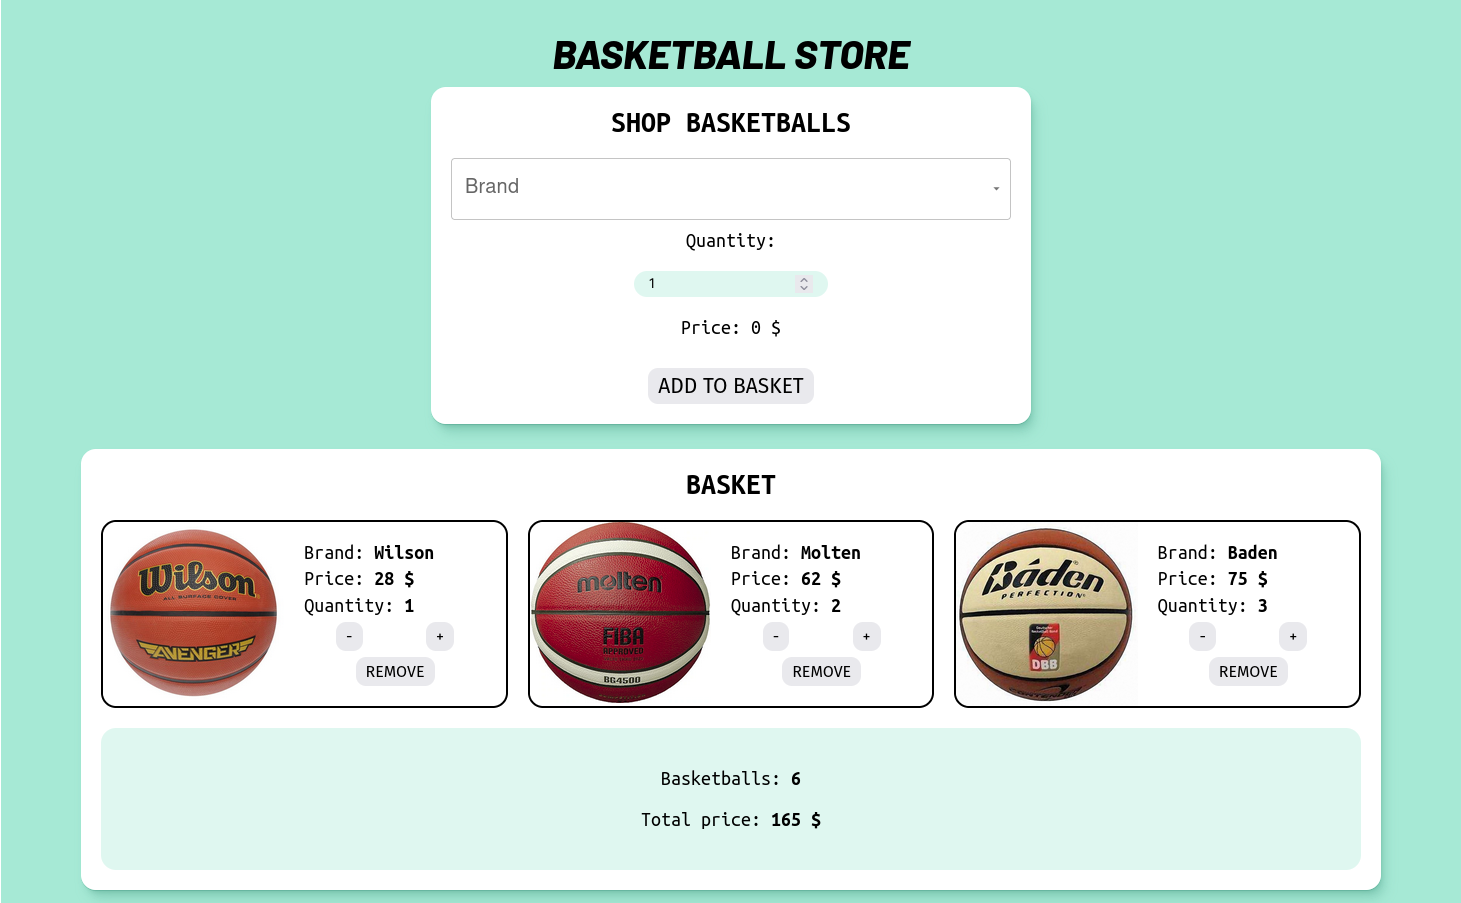 BASKETBALL STORE
SHOP BASKETBALLS
Brand
Quantity:
1
Price: 0 $
ADD TO BASKET
BASKET
Wilson
ALL SURFACE COVER
AVENGER
Brand: Wilson
Price: 28 $
Quantity: 1
- +
REMOVE
molten
FIBA
APPROVED
BG4500
Brand: Molten
Price: 62 $
Quantity: 2
- +
REMOVE
Báden
PERFECTION
DBB
CONTENDER
Brand: Baden
Price: 75 $
Quantity: 3
- +
REMOVE
Basketballs: 6
Total price: 165 $